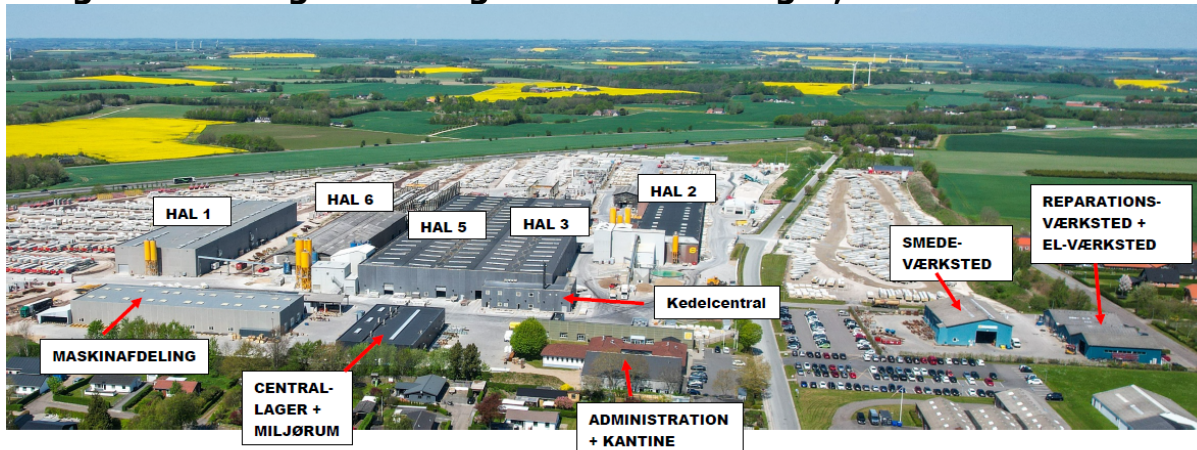 HAL 1
HAL 6
HAL 5
HAL 3
HAL 2
REPARATIONS-
VÆRKSTED +
EL-VÆRKSTED
SMEDE-
VÆRKSTED
Kedelcentral
MASKINAFDELING
CENTRAL-
LAGER +
MILJØRUM
ADMINISTRATION
+ KANTINE